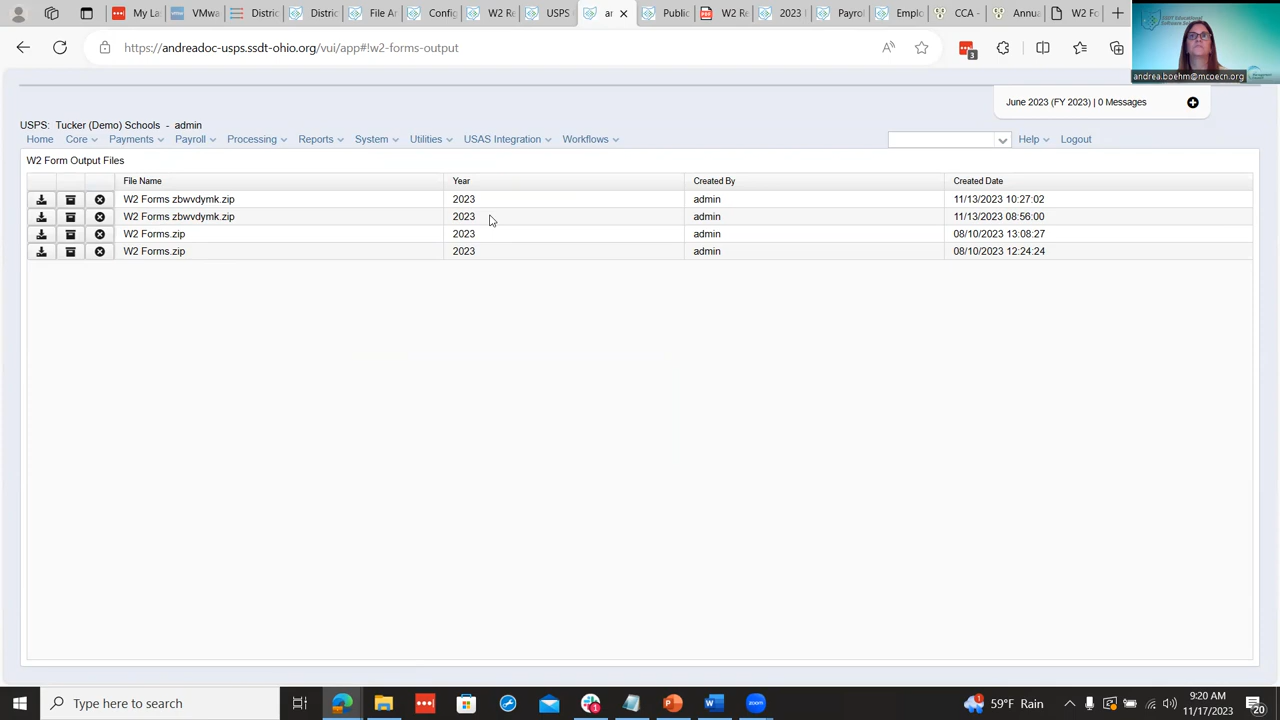 My La
VMwa
Distric
Distric
File Ar
Config
W2 Re
USPS
ar
Public
W2 Re
2023
Payrol
Emplo
CCA -
Annua
W2 Fo
https://andreadoc-usps.ssdt-ohio.org/vui/app#!w2-forms-output
3
SSDT Educational
andrea.boehm@mcoecn.org
June 2023 (FY 2023) | 0 Messages
USPS: Tucker (Demo) Schools - admin
Home Core Payments Payroll Processing Reports System Utilities USAS Integration Workflows Help Logout
W2 Form Output Files
File Name Year Created By Created Date
W2 Forms zbwvdymk.zip 2023 admin 11/13/2023 10:27:02
W2 Forms zbwvdymk.zip 2023 admin 11/13/2023 08:56:00
W2 Forms.zip 2023 admin 08/10/2023 13:08:27
W2 Forms.zip 2023 admin 08/10/2023 12:24:24
Type here to search
zoom
1
59°F Rain
9:20 AM
11/17/2023
20